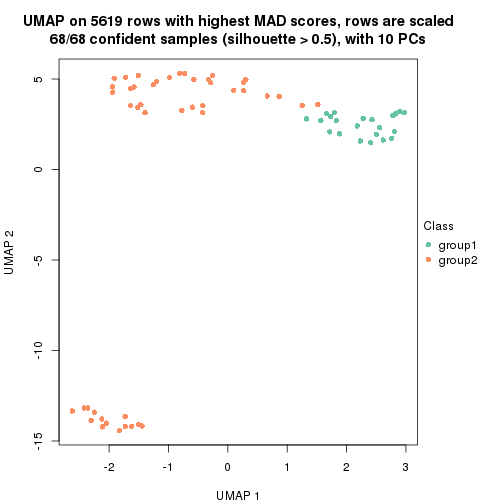 UMAP on 5619 rows with highest MAD scores, rows are scaled
68/68 confident samples (silhouette > 0.5), with 10 PCs
5
0
-5
-10
-15
UMAP 2
-2
-1
0
1
2
3
UMAP 1
Class
group1
group2